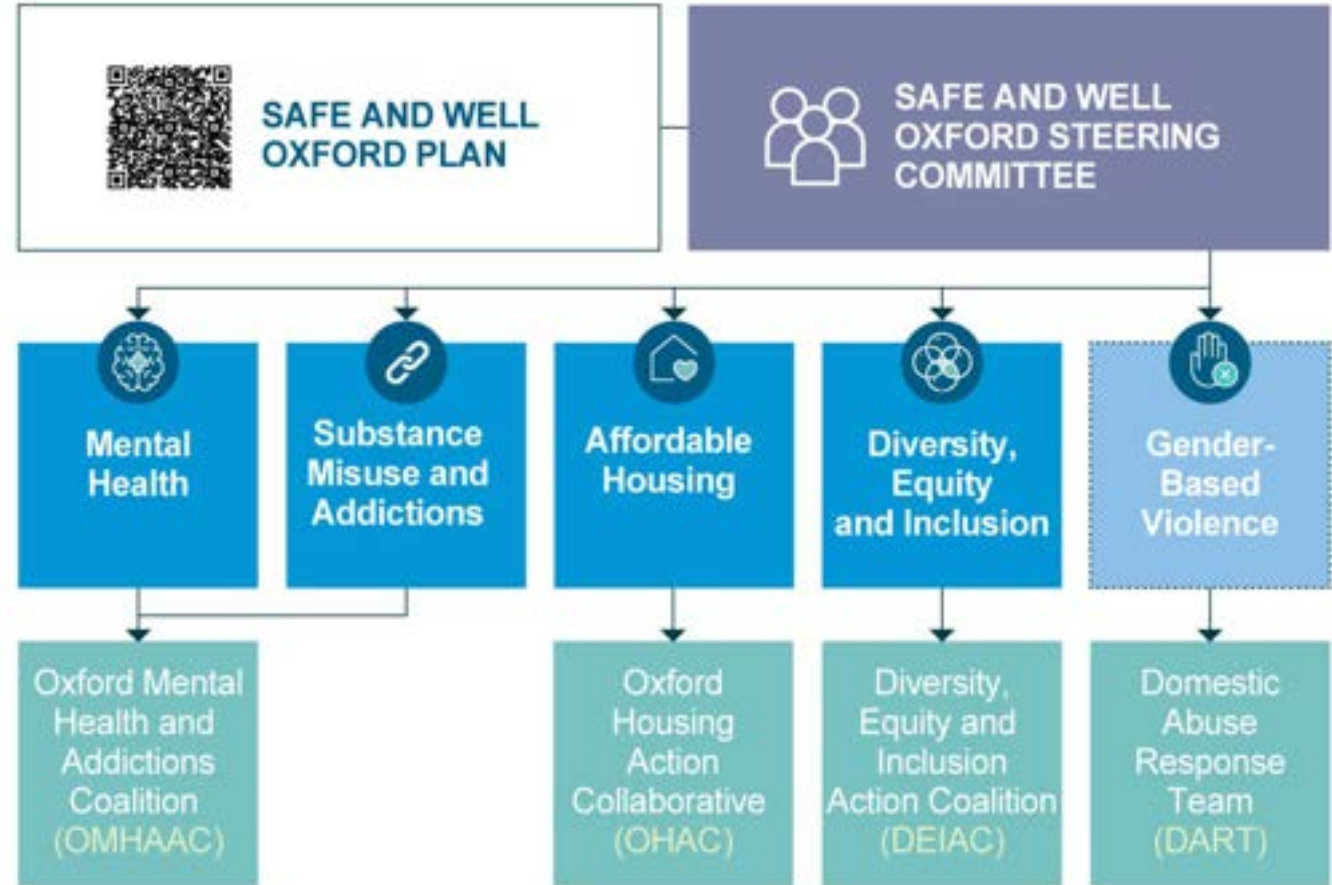 SAFE AND WELL
OXFORD PLAN
SAFE AND WELL
OXFORD STEERING
COMMITTEE
Mental
Health
Substance
Misuse and
Addictions
Affordable
Housing
Diversity,
Equity
and Inclusion
Gender-
Based
Violence
Oxford Mental
Health and
Addictions
Coalition
(OMHAAC)
Oxford
Housing
Action
Collaborative
(OHAC)
Diversity,
Equity and
Inclusion
Action Coalition
(DEIAC)
Domestic
Abuse
Response
Team
(DART)